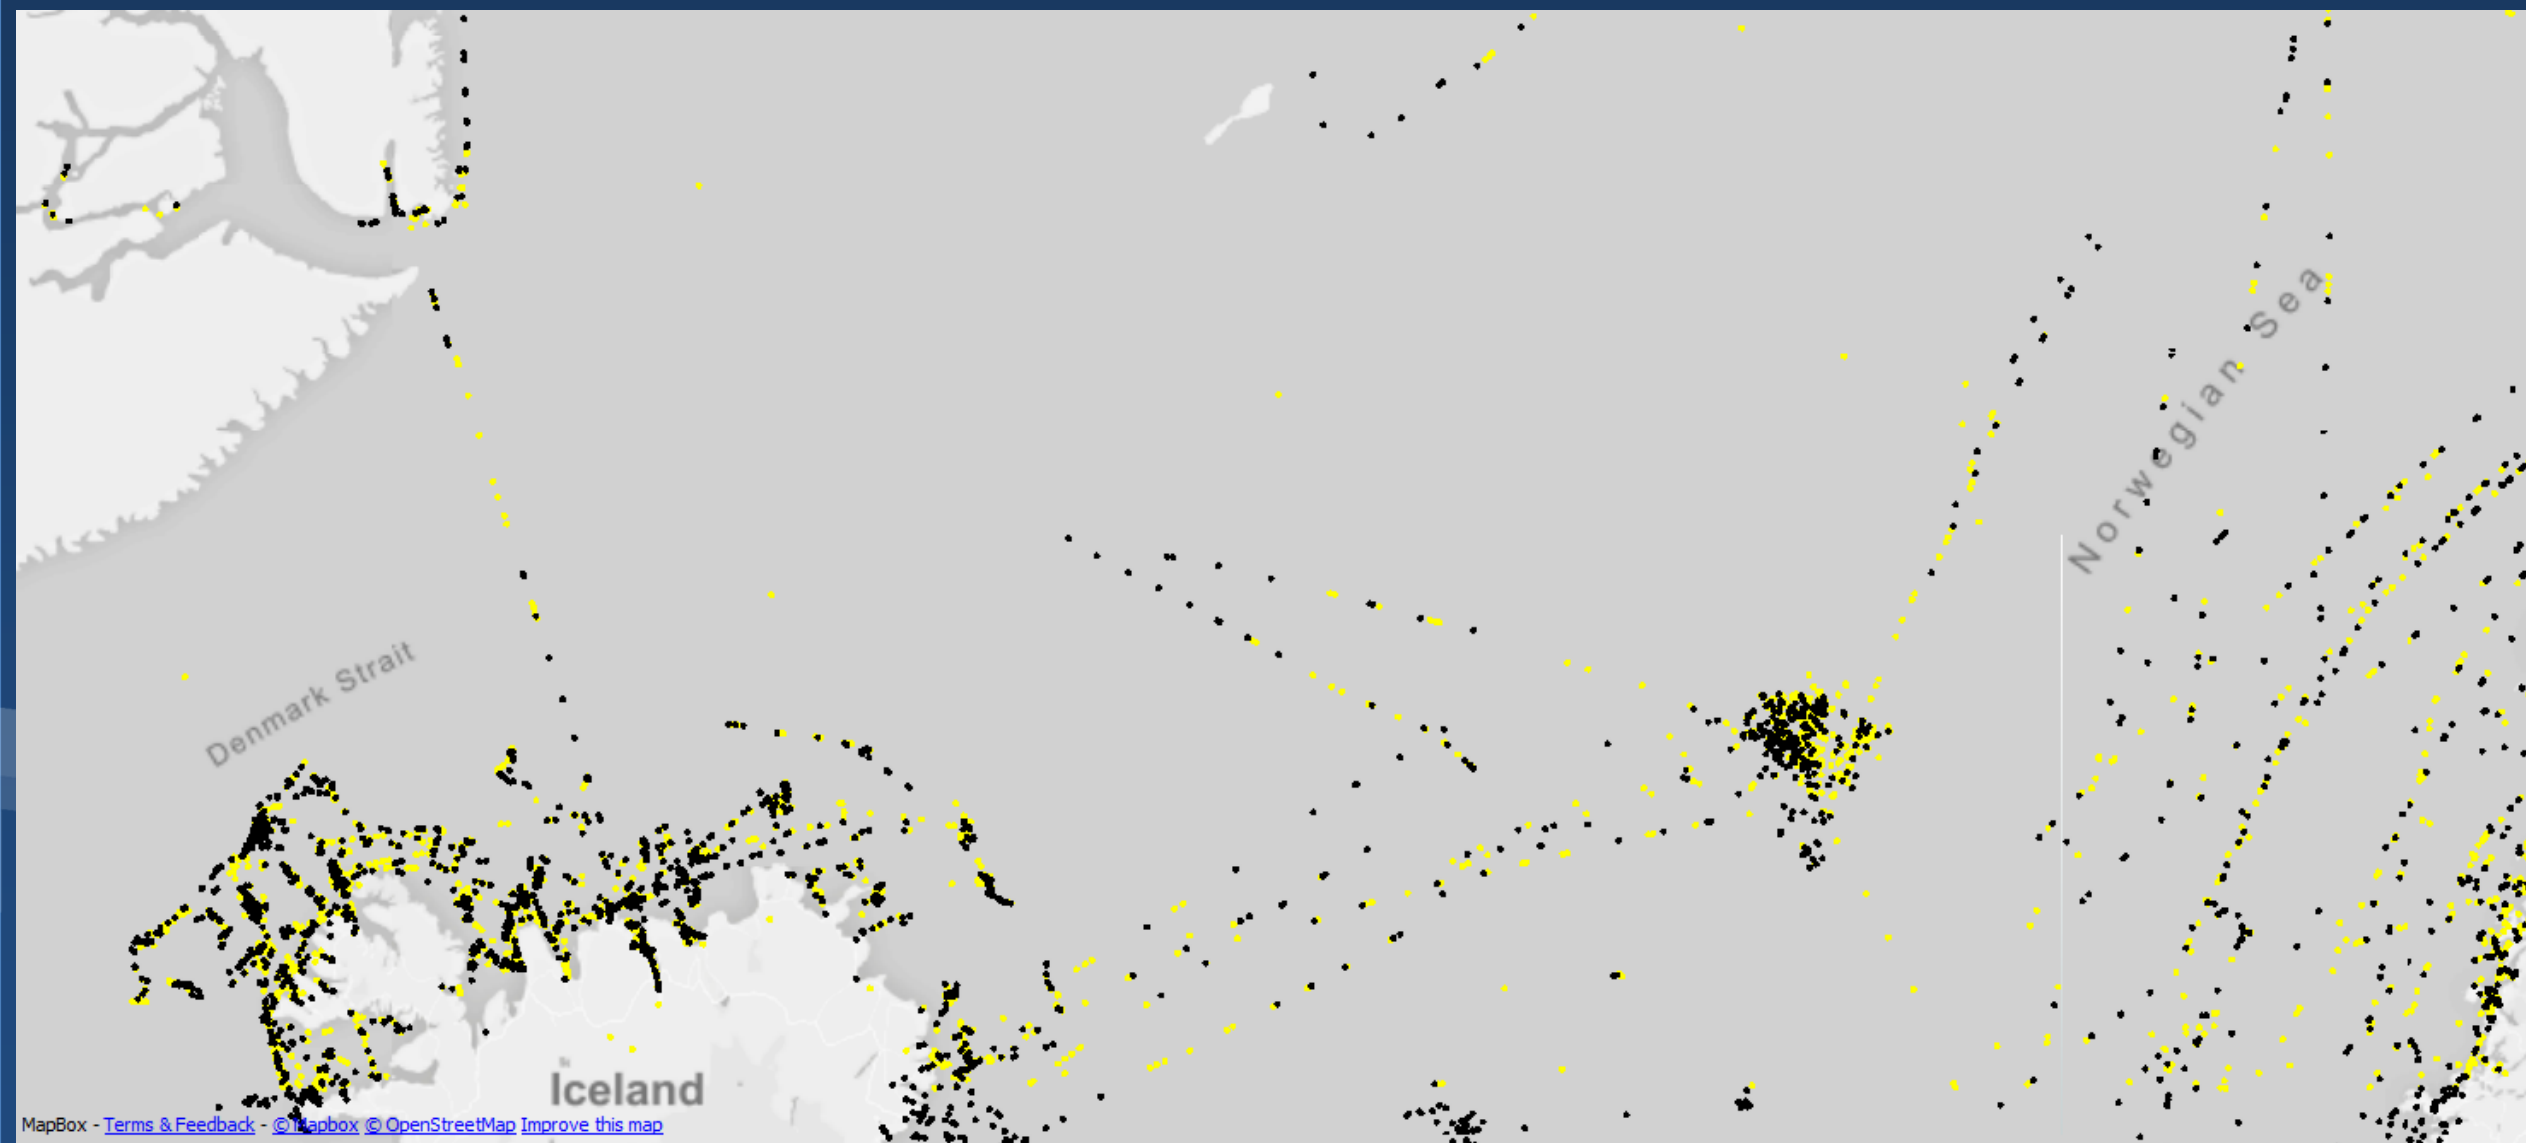 Norwegian Sea
Denmark Strait
Iceland
MapBox - Terms & Feedback - © Mapbox © OpenStreetMap Improve this map